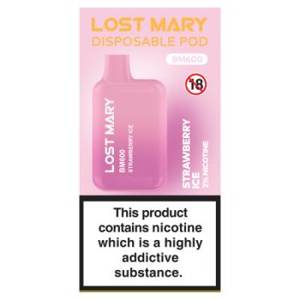 LOST MARY
DISPOSABLE POD
BM600
18
LOST MARY
BM600
STRAWBERRY ICE
STRAWBERRY
ICE
2% NICOTINE
This product
contains nicotine
which is a highly
addictive
substance.